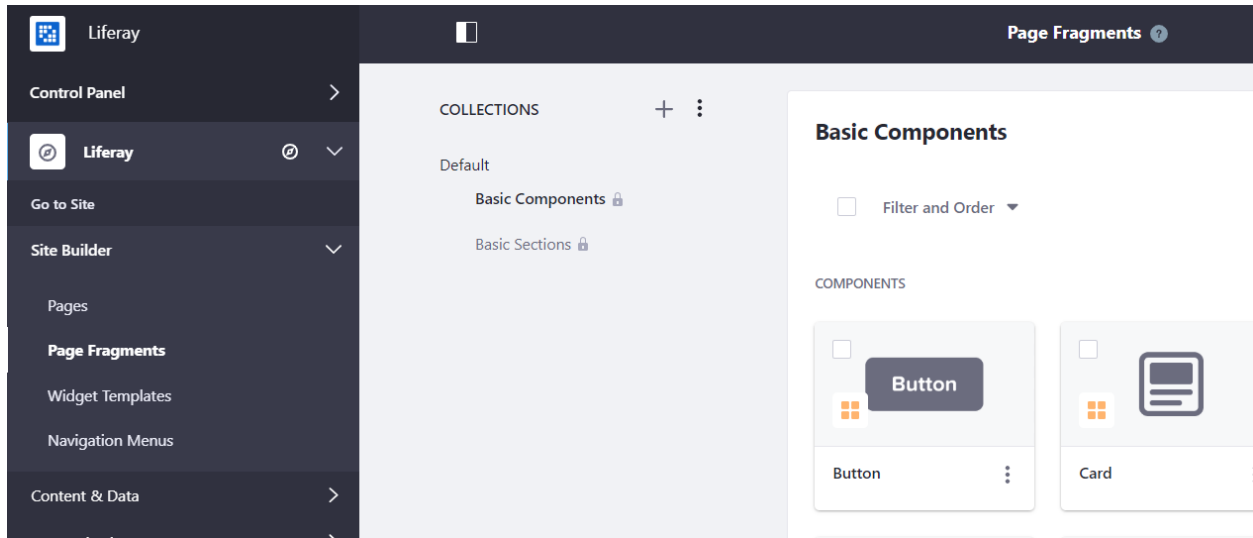 Liferay
Page Fragments ?
Control Panel
Liferay
Go to Site
Site Builder
Pages
Page Fragments
Widget Templates
Navigation Menus
Content & Data
COLLECTIONS
Default
Basic Components
Basic Sections
Basic Components
Filter and Order
COMPONENTS
Button
Button
Card